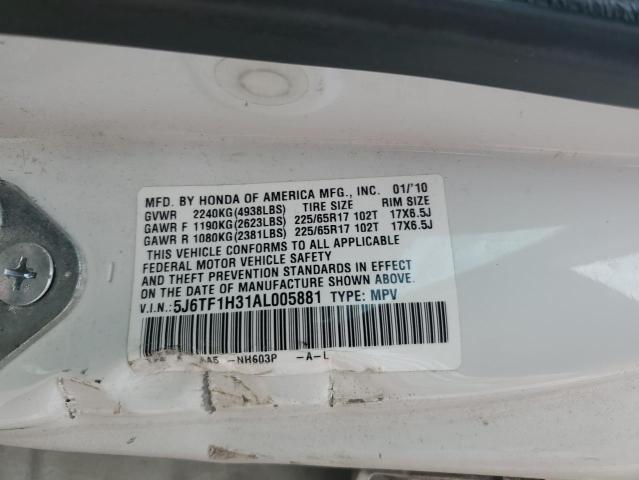 MFD. BY HONDA OF AMERICA MFG., INC. 01/'10
GVWR 2240KG(4938LBS) TIRE SIZE RIM SIZE
GAWR F 1190KG(2623LBS) 225/65R17 102T 17X6.5J
GAWR R 1080KG(2381LBS) 225/65R17 102T 17X6.5J
THIS VEHICLE CONFORMS TO ALL APPLICABLE
FEDERAL MOTOR VEHICLE SAFETY
AND THEFT PREVENTION STANDARDS IN EFFECT
ON THE DATE OF MANUFACTURE SHOWN ABOVE.
V.I.N.: 5J6TF1H31AL005881 TYPE: MPV
-NH603P -A-L